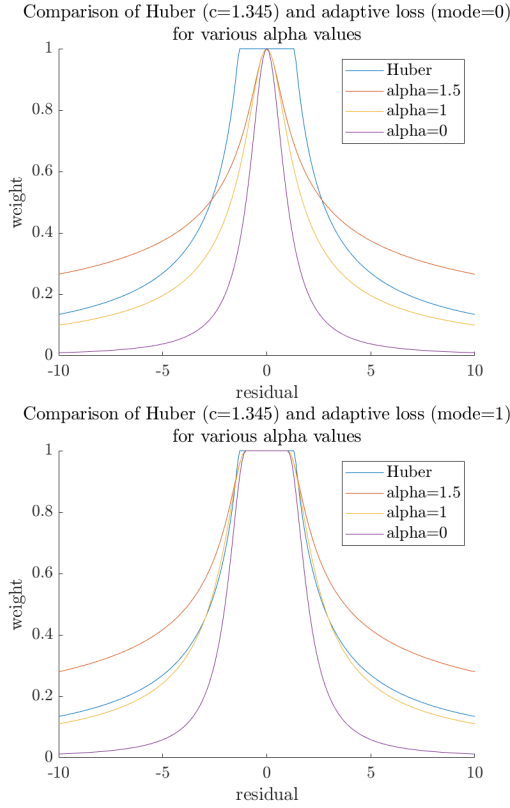 Comparison of Huber (c=1.345) and adaptive loss (mode=0)
for various alpha values
Huber
alpha=1.5
alpha=1
alpha=0
weight
1
0.8
0.6
0.4
0.2
0
-10
-5
0
5
10
residual
Comparison of Huber (c=1.345) and adaptive loss (mode=1)
for various alpha values
Huber
alpha=1.5
alpha=1
alpha=0
weight
1
0.8
0.6
0.4
0.2
0
-10
-5
0
5
10
residual